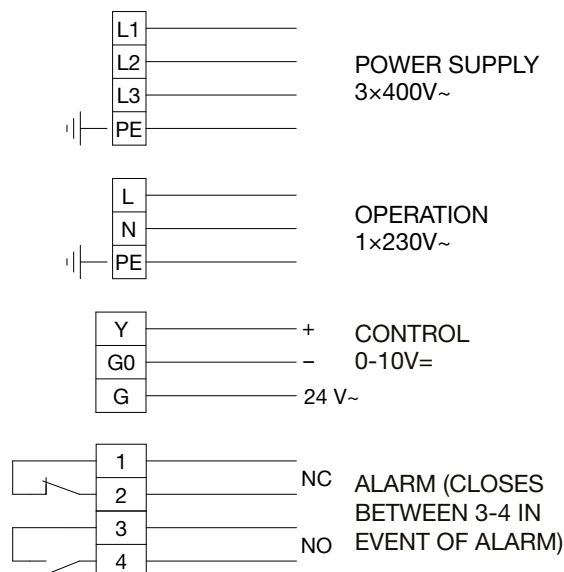 L1
L2
L3
PE
POWER SUPPLY
3×400V~
L
N
PE
OPERATION
1×230V~
Y
G0
G
+
−
24 V~
CONTROL
0-10V=
1
2
3
4
NC
NO
ALARM (CLOSES
BETWEEN 3-4 IN
EVENT OF ALARM)